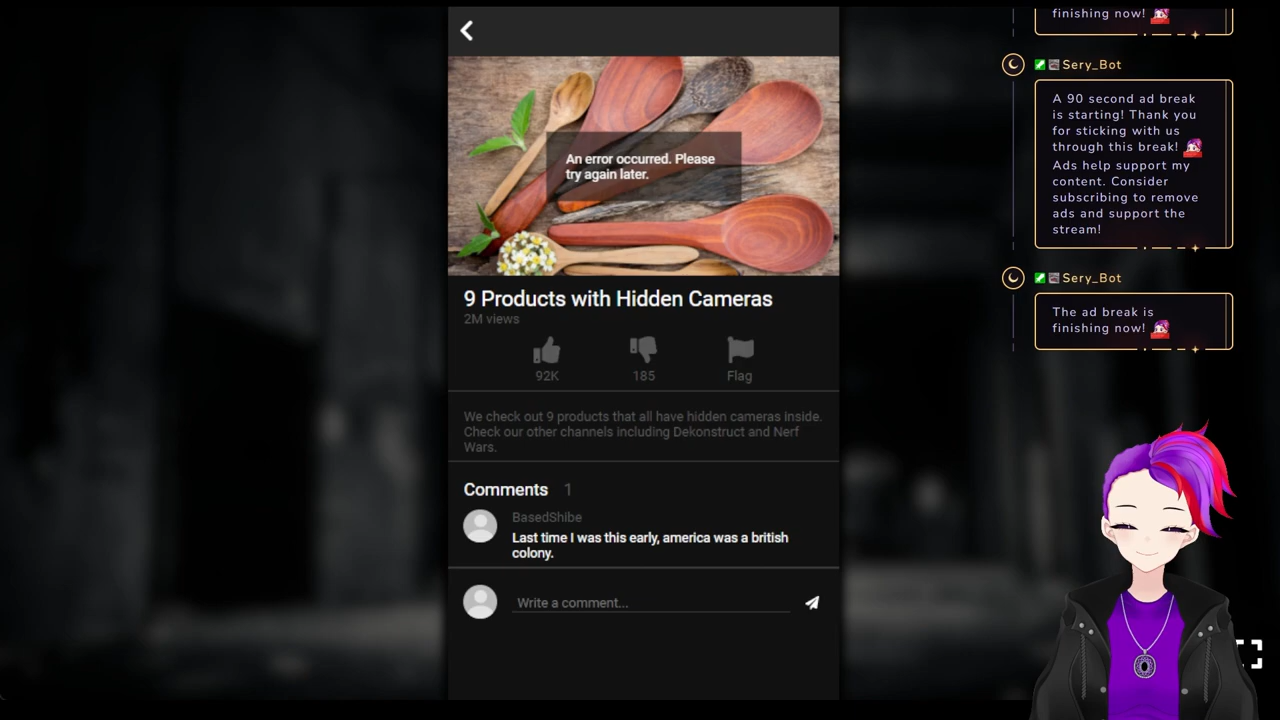 An error occurred. Please
try again later.
9 Products with Hidden Cameras
2M views
92K
185
Flag
We check out 9 products that all have hidden cameras inside.
Check our other channels including Dekonstruct and Nerf
Wars.
Comments 1
BasedShibe
Last time I was this early, america was a british
colony.
Write a comment...
finishing now!
Sery_Bot
A 90 second ad break
is starting! Thank you
for sticking with us
through this break!
Ads help support my
content. Consider
subscribing to remove
ads and support the
stream!
Sery_Bot
The ad break is
finishing now!